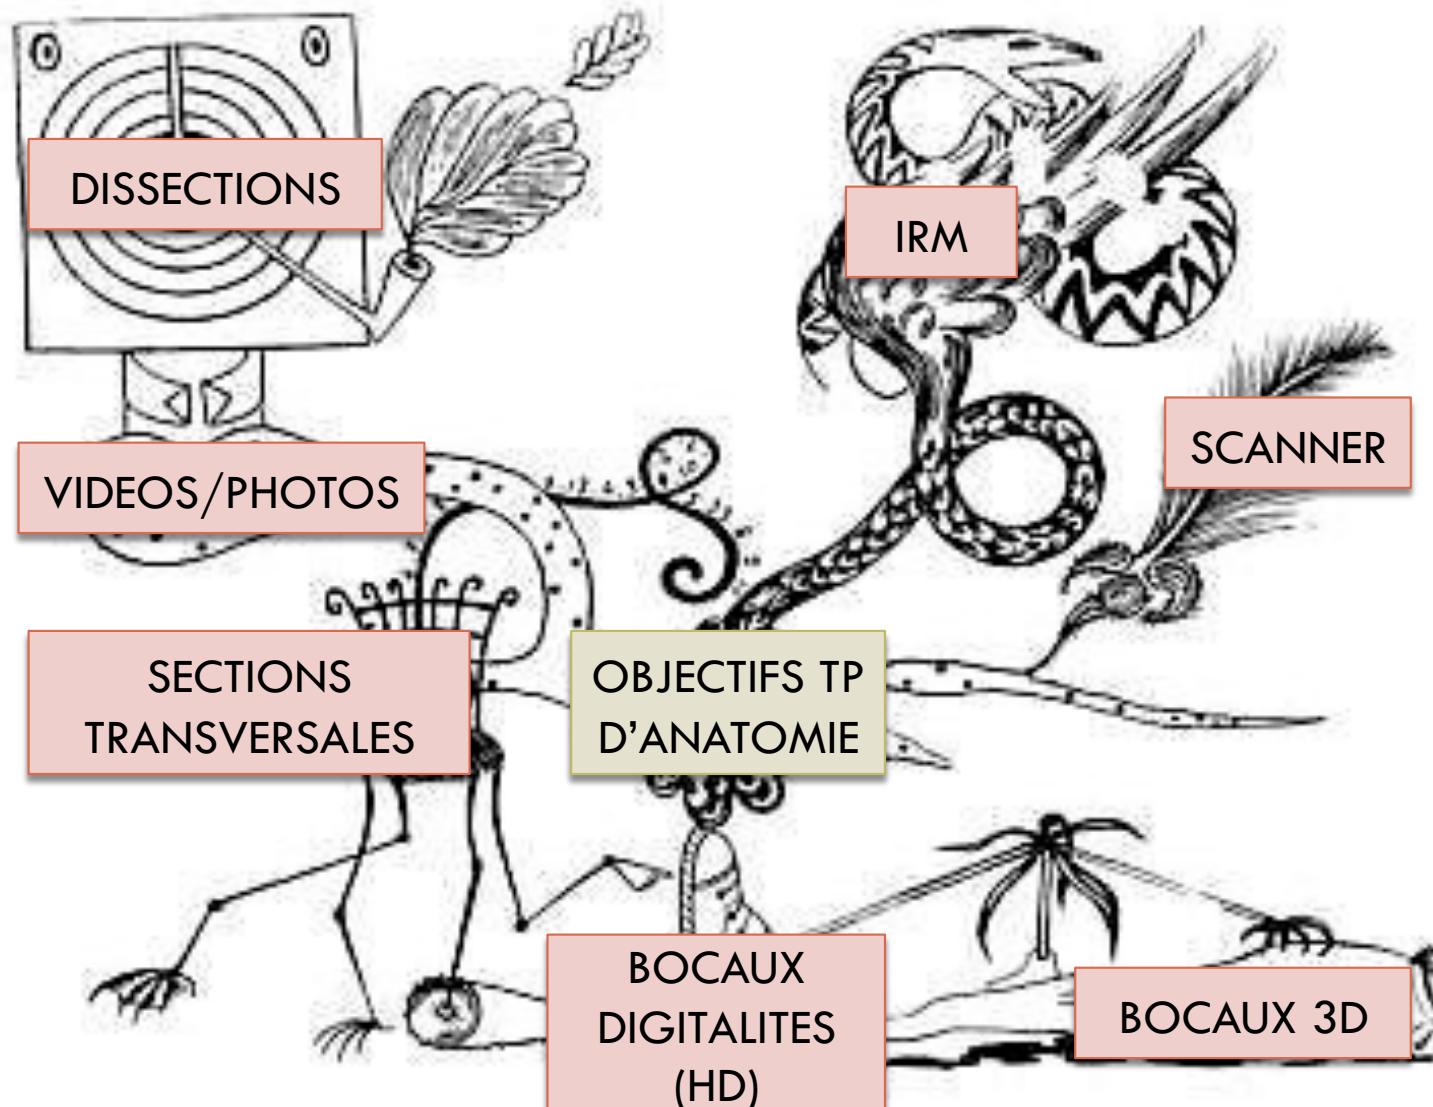 DISSECTIONS
IRM
SCANNER
VIDEOS/PHOTOS
SECTIONS
TRANSVERSALES
OBJECTIFS TP
D’ANATOMIE
BOCAUX
DIGITALITES
(HD)
BOCAUX 3D